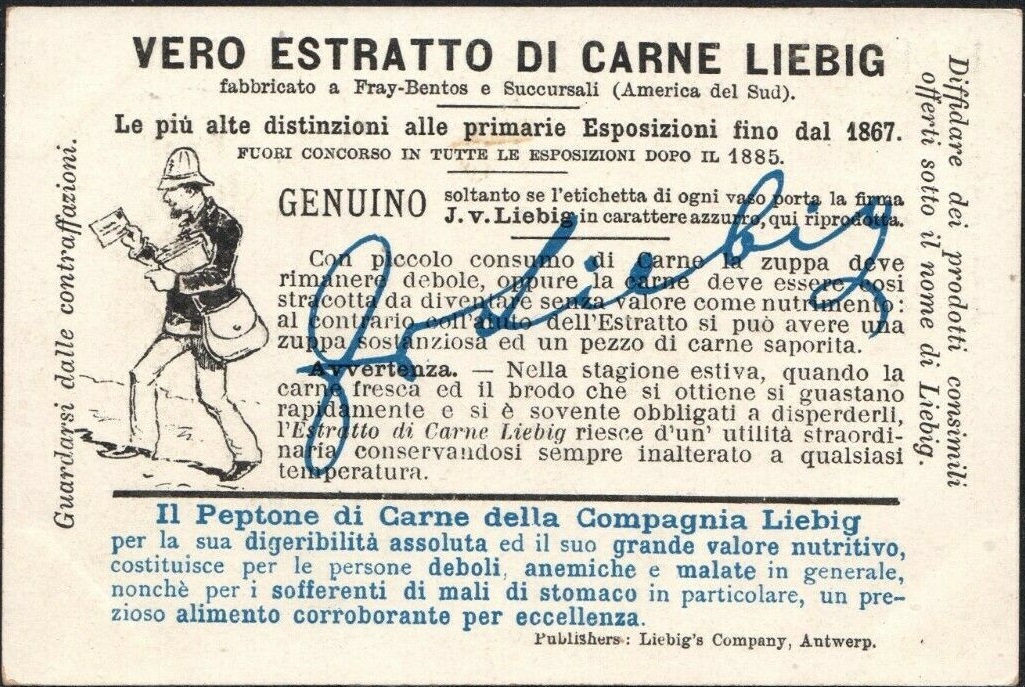 VERO ESTRATTO DI CARNE LIEBIG
fabbricato a Fray-Bentos e Succursali (America del Sud).
Le più alte distinzioni alle primarie Esposizioni fino dal 1867.
FUORI CONCORSO IN TUTTE LE ESPOSIZIONI DOPO IL 1885.
GENUINO
soltanto se l'etichetta di ogni vaso porta la firma
J. v. Liebig in carattere azzurro, qui riprodotta.
Con piccolo consumo di Carne la zuppa deve
rimanere debole, oppure la carne deve essere cosi
stracotta da diventare senza valore come nutrimento:
al contrario coll'aiuto dell'Estratto si può avere una
zuppa sostanziosa ed un pezzo di carne saporita.
Avvertenza. — Nella stagione estiva, quando la
carne fresca ed il brodo che si ottiene si guastano
rapidamente e si è sovente obbligati a disperderli,
l'Estratto di Carne Liebig riesce d'un' utilità straordi-
naria conservandosi sempre inalterato a qualsiasi
temperatura.
J v Liebig
Guardarsi dalle contraffazioni.
Diffidare dei prodotti consimili
offerti sotto il nome di Liebig.
Il Peptone di Carne della Compagnia Liebig
per la sua digeribilità assoluta ed il suo grande valore nutritivo,
costituisce per le persone deboli, anemiche e malate in generale,
nonchè per i sofferenti di mali di stomaco in particolare, un pre-
zioso alimento corroborante per eccellenza.
Publishers: Liebig's Company, Antwerp.